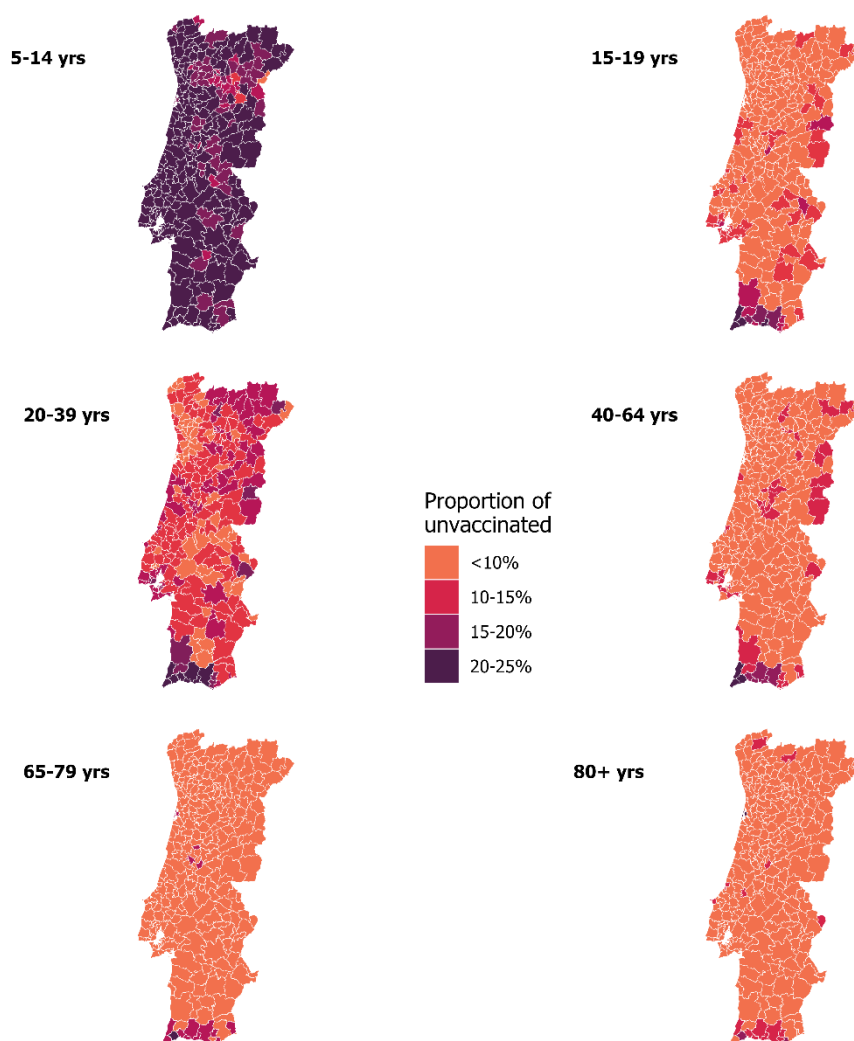 5-14 yrs
15-19 yrs
20-39 yrs
40-64 yrs
Proportion of
unvaccinated
<10%
10-15%
15-20%
20-25%
65-79 yrs
80+ yrs